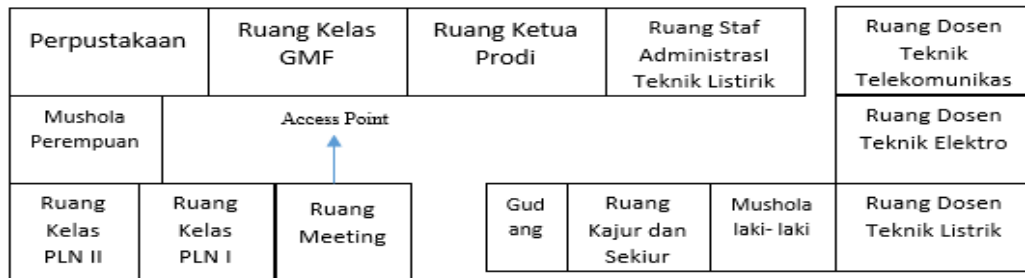 Perpustakaan
Ruang Kelas
GMF
Ruang Ketua
Prodi
Ruang Staf
AdministrasI
Teknik Listirik
Ruang Dosen
Teknik
Telekomunikas
Mushola
Perempuan
Access Point
Ruang Dosen
Teknik Elektro
Ruang
Kelas
PLN II
Ruang
Kelas
PLN I
Ruang
Meeting
Gud
ang
Ruang
Kajur dan
Sekiur
Mushola
laki- laki
Ruang Dosen
Teknik Listrik